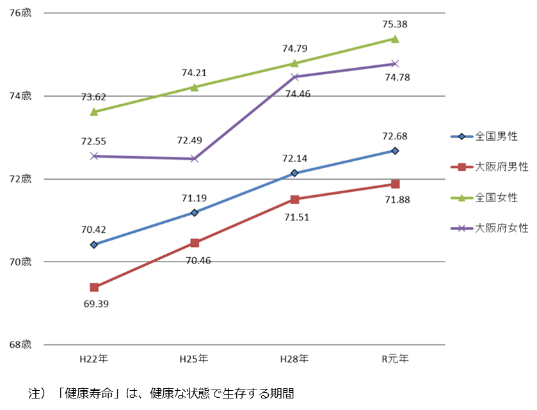 76歳
75.38
74.79
74.21
73.62
74歳
74.46
74.78
72.55
72.49
72.68
72.14
全国男性
大阪府男性
全国女性
大阪府女性
72歳
71.19
71.88
71.51
70.42
70.46
70歳
69.39
68歳
H22年
H25年
H28年
R元年
注）「健康寿命」は、健康な状態で生存する期間